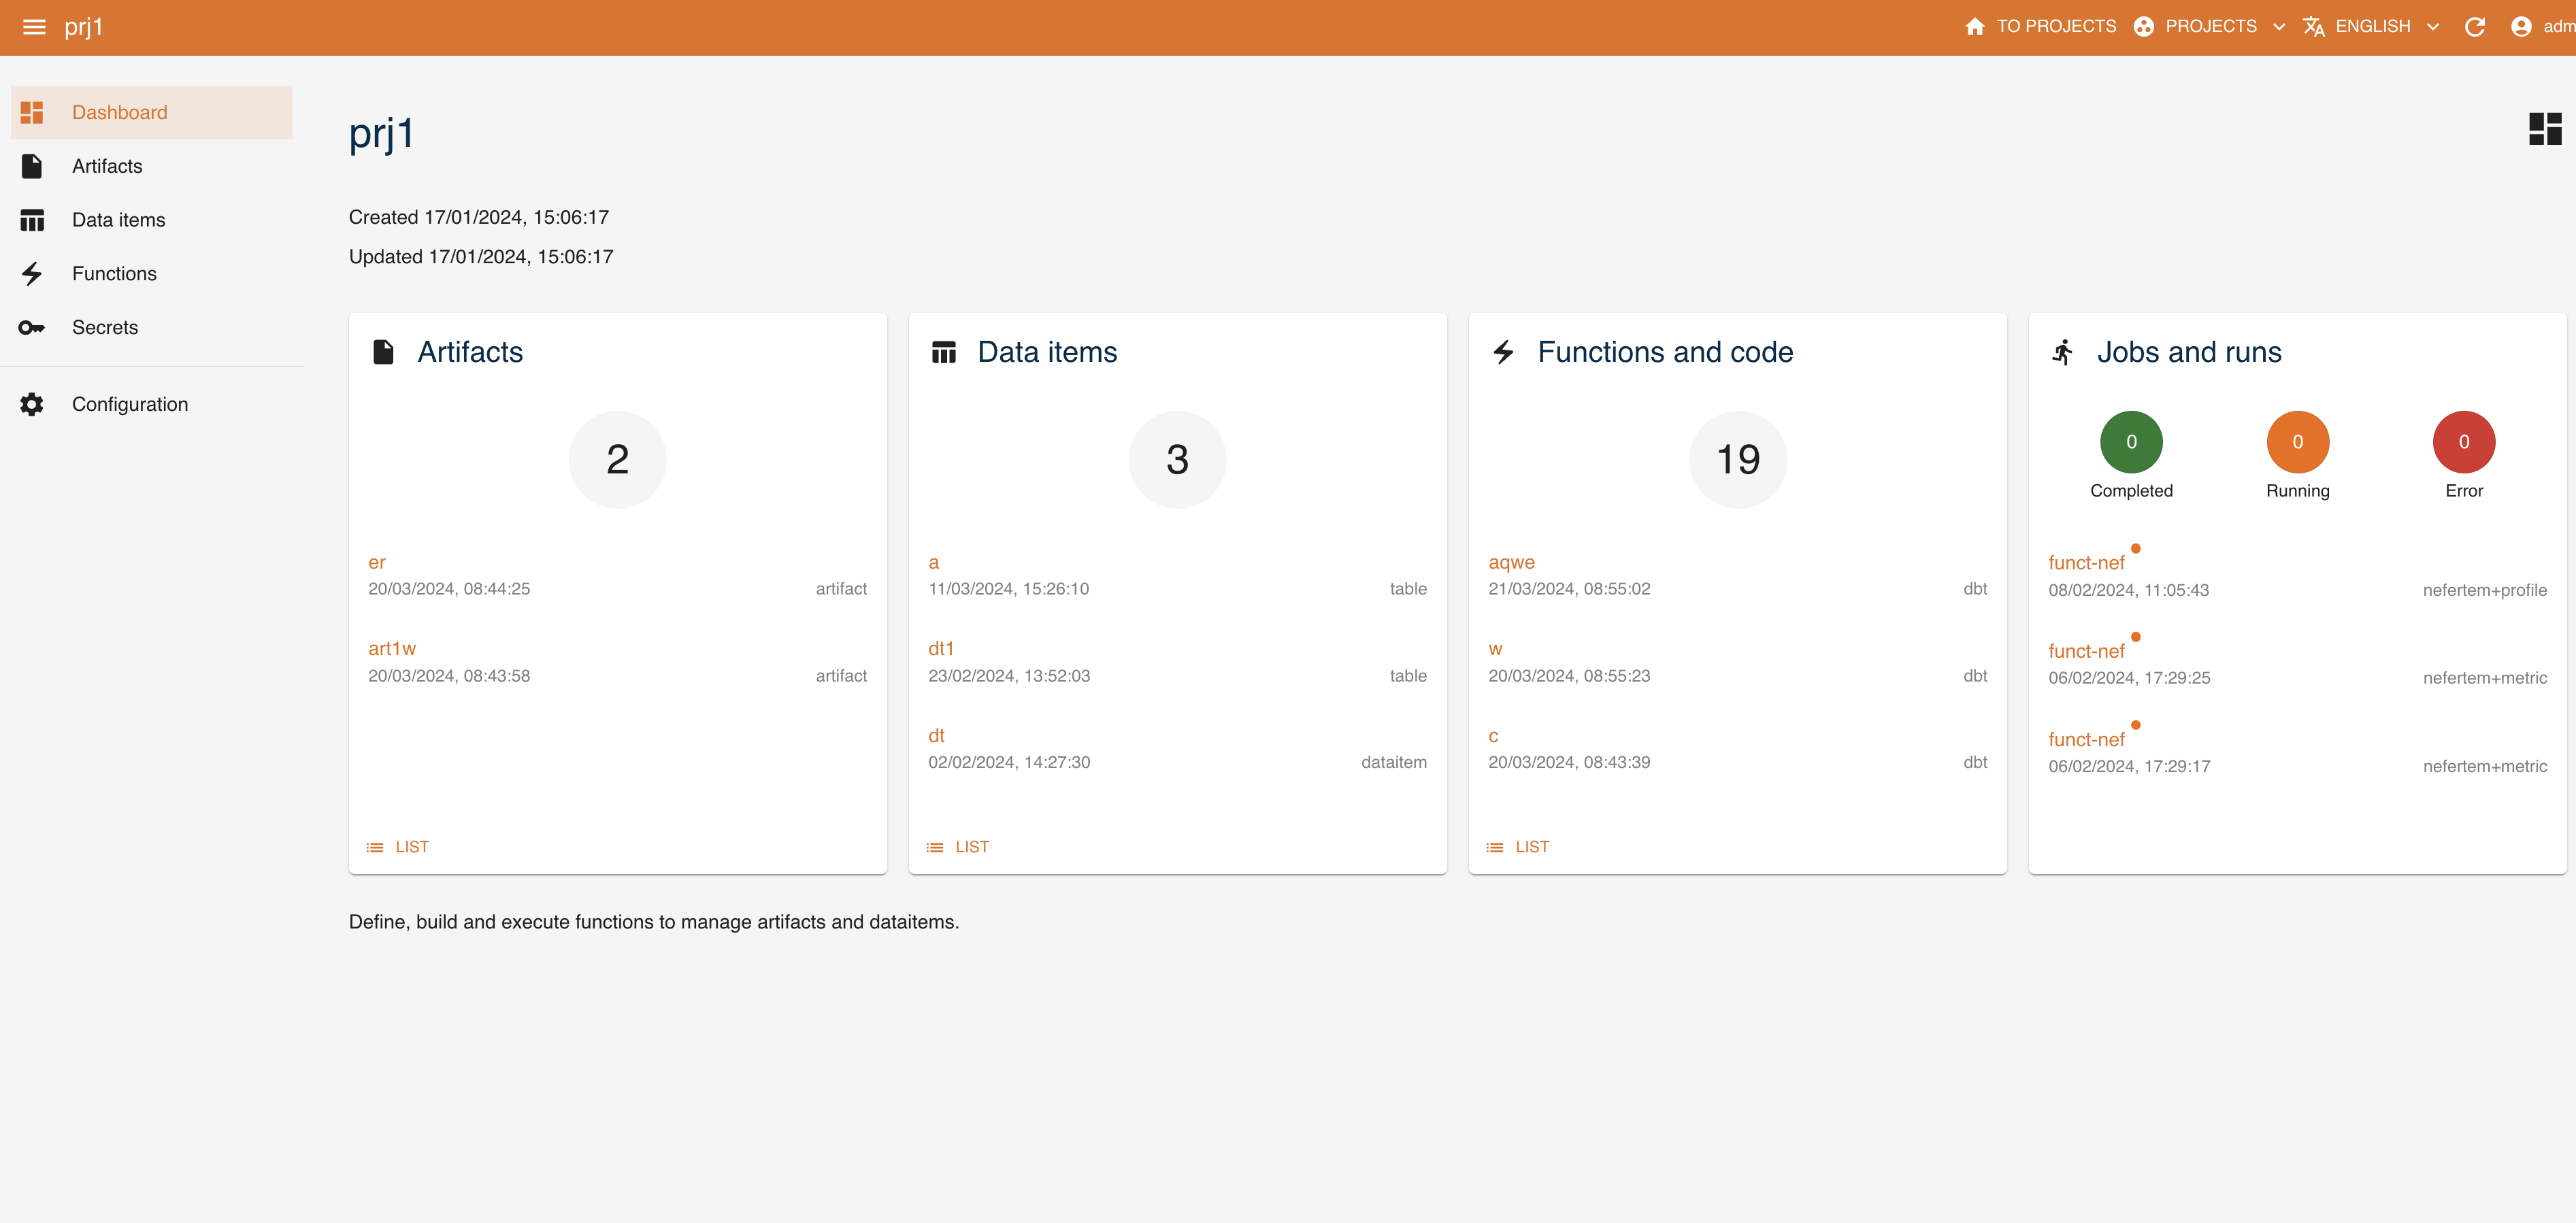 prj1
TO PROJECTS
PROJECTS
ENGLISH
adm
Dashboard
Artifacts
Data items
Functions
Secrets
Configuration
prj1
Created 17/01/2024, 15:06:17
Updated 17/01/2024, 15:06:17
Artifacts
2
er
20/03/2024, 08:44:25 artifact
art1w
20/03/2024, 08:43:58 artifact
LIST
Data items
3
a
11/03/2024, 15:26:10 table
dt1
23/02/2024, 13:52:03 table
dt
02/02/2024, 14:27:30 dataitem
LIST
Functions and code
19
aqwe
21/03/2024, 08:55:02 dbt
w
20/03/2024, 08:55:23 dbt
c
20/03/2024, 08:43:39 dbt
LIST
Jobs and runs
0 0 0
Completed Running Error
funct-nef
08/02/2024, 11:05:43 nefertem+profile
funct-nef
06/02/2024, 17:29:25 nefertem+metric
funct-nef
06/02/2024, 17:29:17 nefertem+metric
Define, build and execute functions to manage artifacts and dataitems.